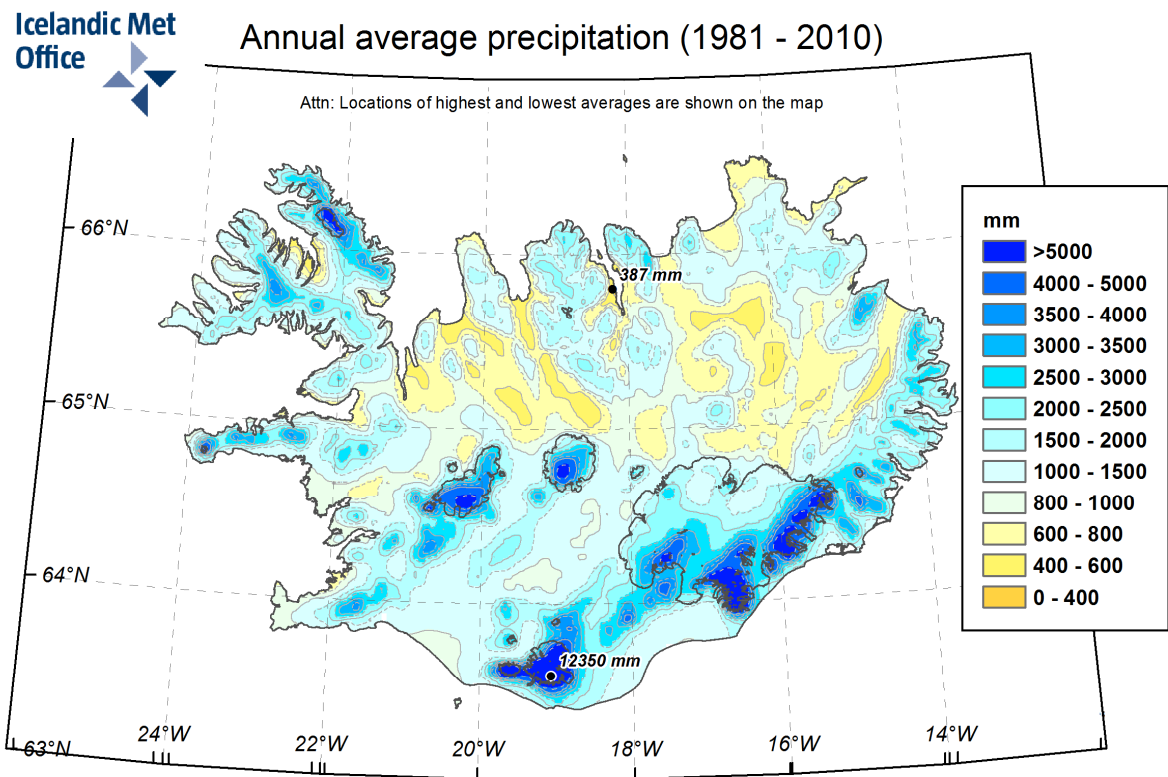 Icelandic Met
Office
Annual average precipitation (1981 - 2010)
Attn: Locations of highest and lowest averages are shown on the map
66°N
65°N
64°N
63°N
387 mm
12350 mm
mm
>5000
4000 - 5000
3500 - 4000
3000 - 3500
2500 - 3000
2000 - 2500
1500 - 2000
1000 - 1500
800 - 1000
600 - 800
400 - 600
0 - 400
24°W
22°W
20°W
18°W
16°W
14°W